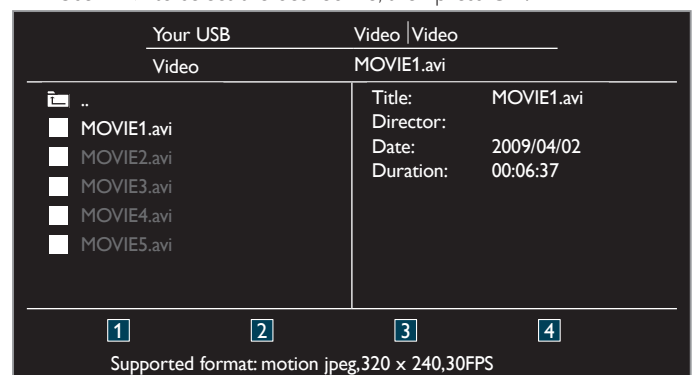 Your USB Video | Video
Video MOVIE1.avi
..
MOVIE1.avi
MOVIE2.avi
MOVIE3.avi
MOVIE4.avi
MOVIE5.avi
Title: MOVIE1.avi
Director:
Date: 2009/04/02
Duration: 00:06:37
1 2 3 4
Supported format: motion jpeg,320 x 240,30FPS